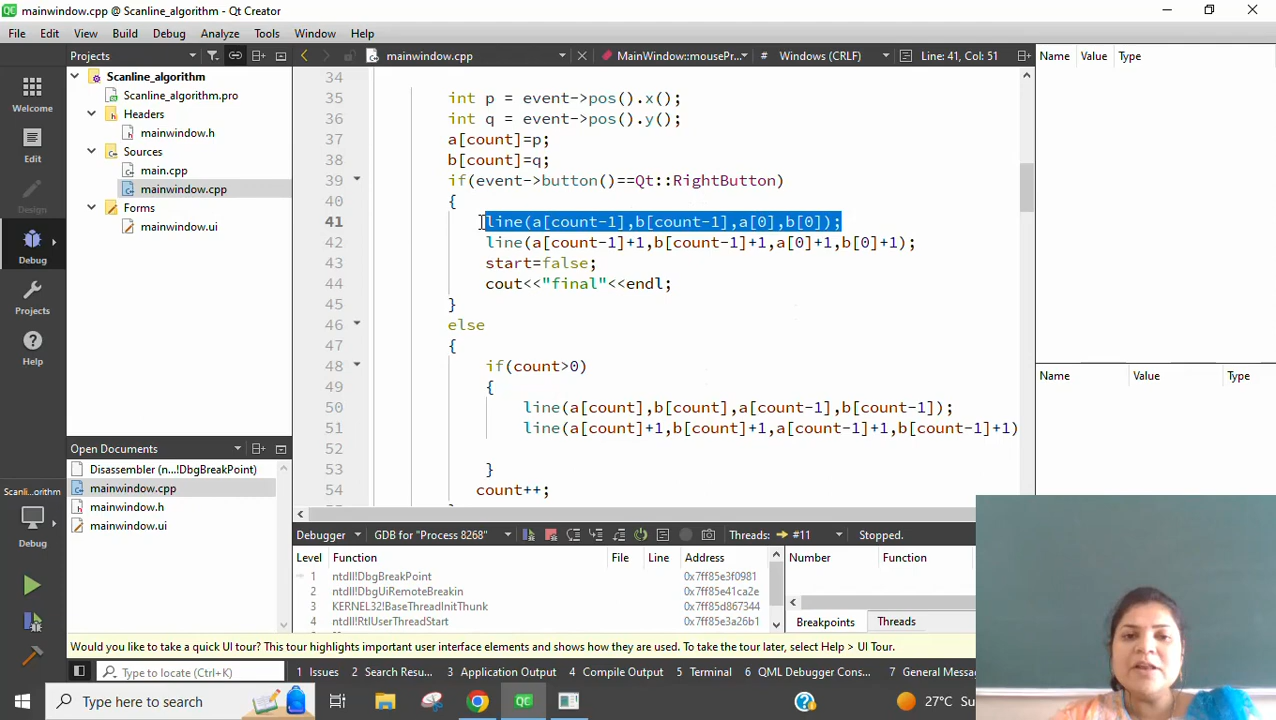 mainwindow.cpp - Scanline_algorithm - Qt Creator
File Edit View Build Debug Analyze Tools Window Help
Projects
mainwindow.cpp
MainWindow::mousePr...
# Windows (CRLF)
Line: 41, Col: 51
Name Value Type
Welcome
Edit
Design
Debug
Projects
Help
Scanline_algorithm
Scanline_algorithm.pro
Headers
mainwindow.h
Sources
main.cpp
mainwindow.cpp
Forms
mainwindow.ui
34
35 int p = event->pos().x();
36 int q = event->pos().y();
37 a[count]=p;
38 b[count]=q;
39 if(event->button()==Qt::RightButton)
40 {
41 line(a[count-1],b[count-1],a[0],b[0]);
42 line(a[count-1]+1,b[count-1]+1,a[0]+1,b[0]+1);
43 start=false;
44 cout<<"final"<<endl;
45 }
46 else
47 {
48 if(count>0)
49 {
50 line(a[count],b[count],a[count-1],b[count-1]);
51 line(a[count]+1,b[count]+1,a[count-1]+1,b[count-1]+1)
52
53 }
54 count++;
Name Value Type
Open Documents
Disassembler (n...!DbgBreakPoint)
mainwindow.cpp
mainwindow.h
mainwindow.ui
Scanli...orithm
Debug
Debugger GDB for "Process 8268" Threads: #11 Stopped.
Level Function File Line Address
1 ntdll!DbgBreakPoint 0x7ff85e3f0981
2 ntdll!DbgUiRemoteBreakin 0x7ff85e41ca2e
3 KERNEL32!BaseThreadInitThunk 0x7ff85d867344
4 ntdll!RtlUserThreadStart 0x7ff85e3a26b1
Number Function
Breakpoints Threads
Would you like to take a quick UI tour? This tour highlights important user interface elements and shows how they are used. To take the tour later, select Help > UI Tour.
Type to locate (Ctrl+K)
1 Issues 2 Search Results 3 Application Output 4 Compile Output 5 Terminal 6 QML Debugger Cons... 7 General Messag
Type here to search
27°C Su